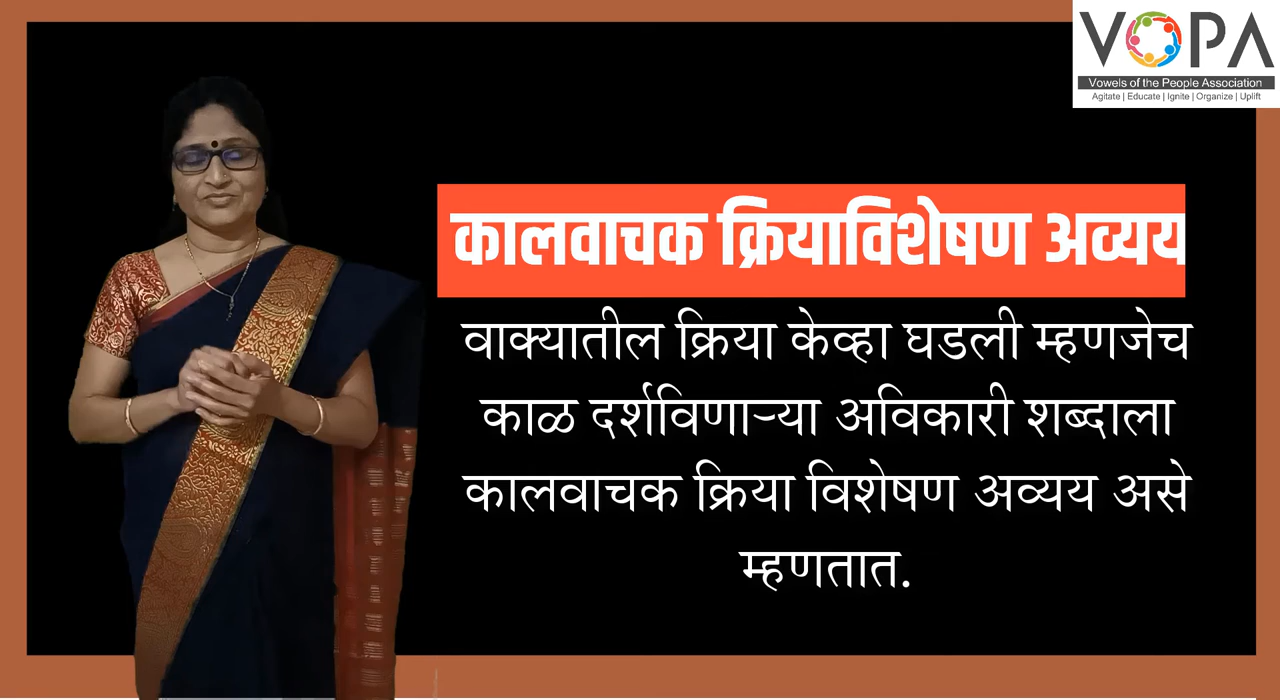 VOPA
Vowels of the People Association
Agitate | Educate | Ignite | Organize | Uplift
कालवाचक क्रियाविशेषण अव्यय
वाक्यातील क्रिया केव्हा घडली म्हणजेच
काळ दर्शविणाऱ्या अविकारी शब्दाला
कालवाचक क्रिया विशेषण अव्यय असे
म्हणतात.